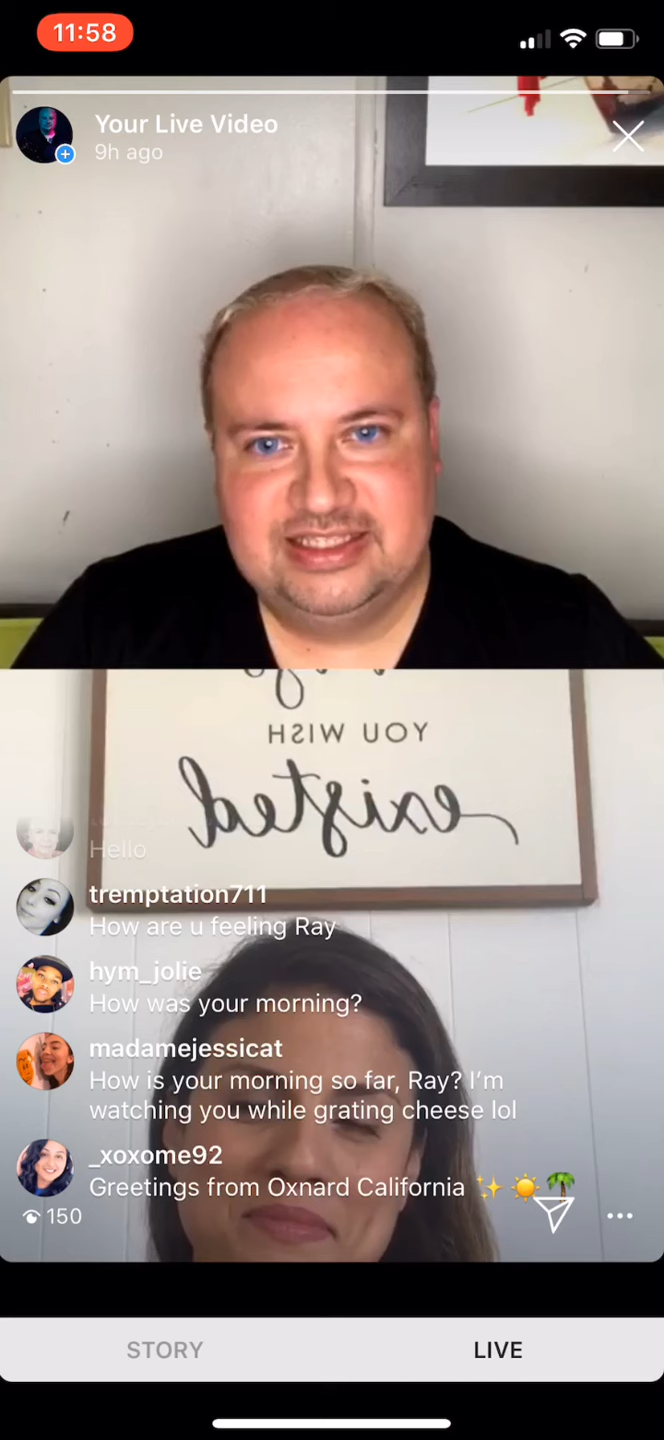 11:58
Your Live Video
9h ago
YOU WISH
existed
Hello
tremptation711
How are u feeling Ray
hym_jolie
How was your morning?
madamejessicat
How is your morning so far, Ray? I’m
watching you while grating cheese lol
_xoxome92
Greetings from Oxnard California ✨ ☀️ 🌴
150
STORY
LIVE